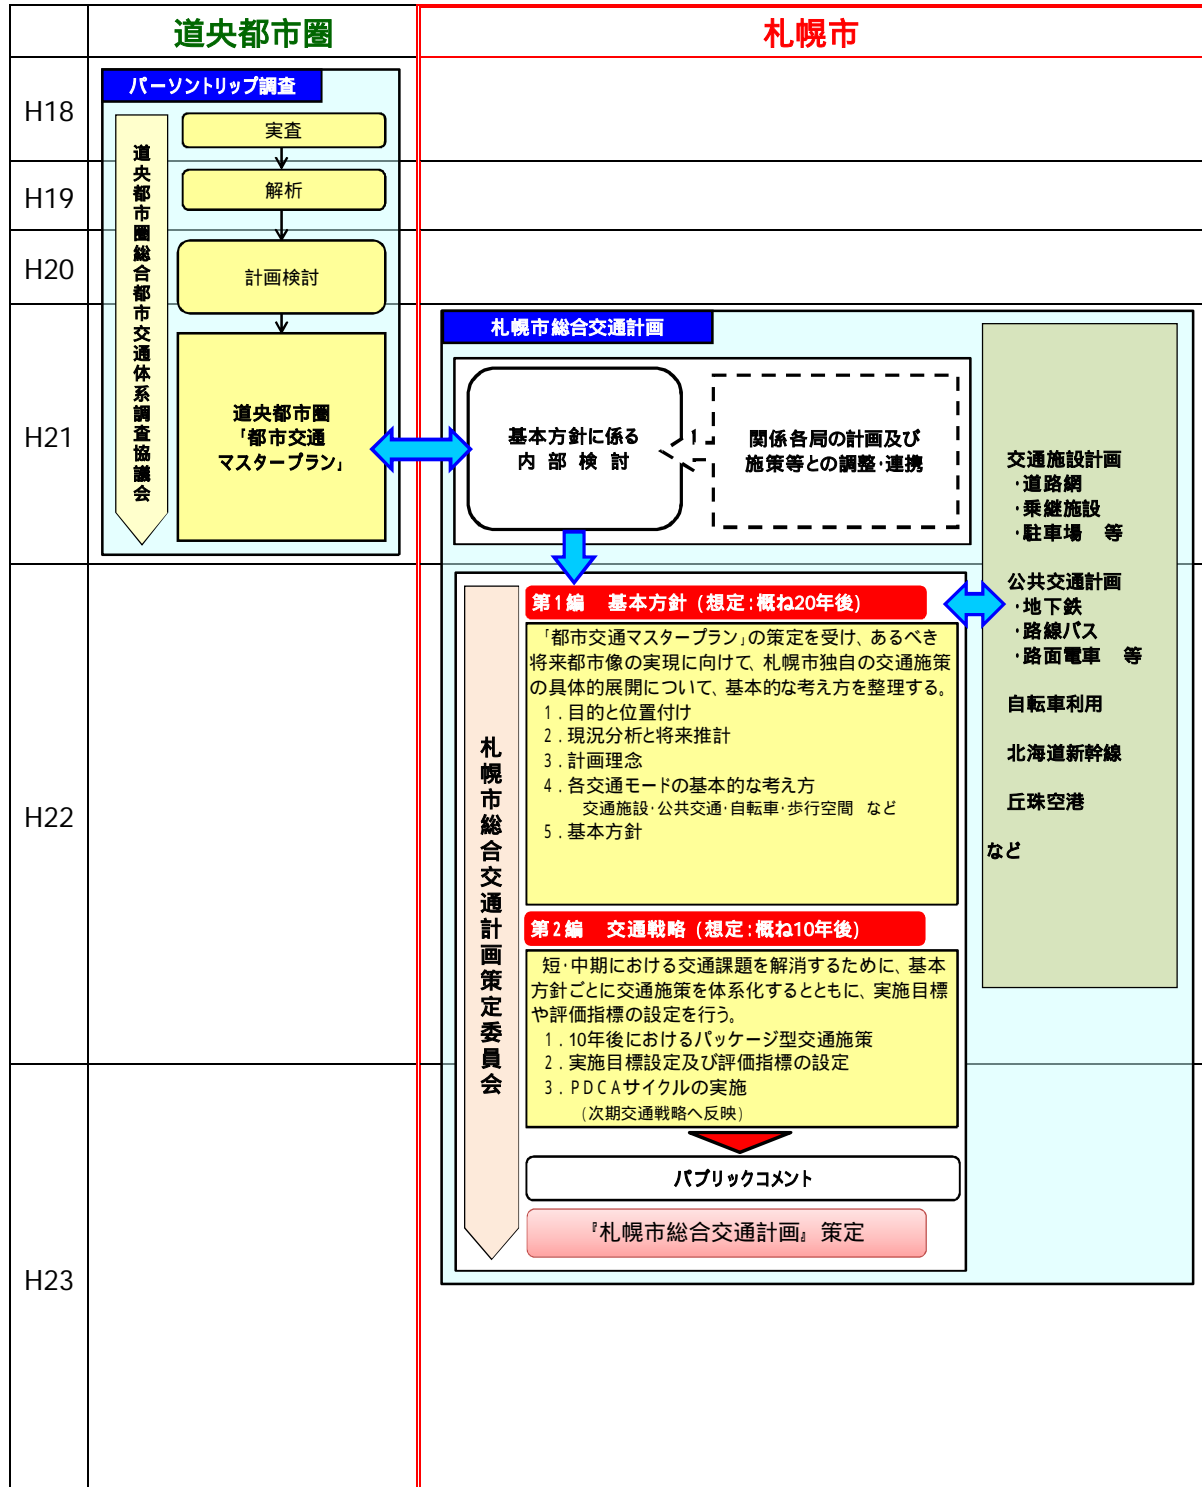 道央都市圏
札幌市
H18
パーソントリップ調査
実査
H19
解析
H20
計画検討
道央都市圏総合都市交通体系調査協議会
H21
道央都市圏
「都市交通
マスタープラン」
札幌市総合交通計画
基本方針に係る
内部検討
関係各局の計画及び
施策等との調整・連携
交通施設計画
・道路網
・乗継施設
・駐車場　等
公共交通計画
・地下鉄
・路線バス
・路面電車　等
自転車利用
北海道新幹線
丘珠空港
など
H22
札幌市総合交通計画策定委員会
第1編　基本方針（想定：概ね20年後）
「都市交通マスタープラン」の策定を受け、あるべき
将来都市像の実現に向けて、札幌市独自の交通施策
の具体的展開について、基本的な考え方を整理する。
1．目的と位置付け
2．現況分析と将来推計
3．計画理念
4．各交通モードの基本的な考え方
交通施設・公共交通・自転車・歩行空間　など
5．基本方針
第2編　交通戦略（想定：概ね10年後）
短・中期における交通課題を解消するために、基本
方針ごとに交通施策を体系化するとともに、実施目標
や評価指標の設定を行う。
1．10年後におけるパッケージ型交通施策
2．実施目標設定及び評価指標の設定
3．PDCAサイクルの実施
（次期交通戦略へ反映）
H23
パブリックコメント
『札幌市総合交通計画』策定